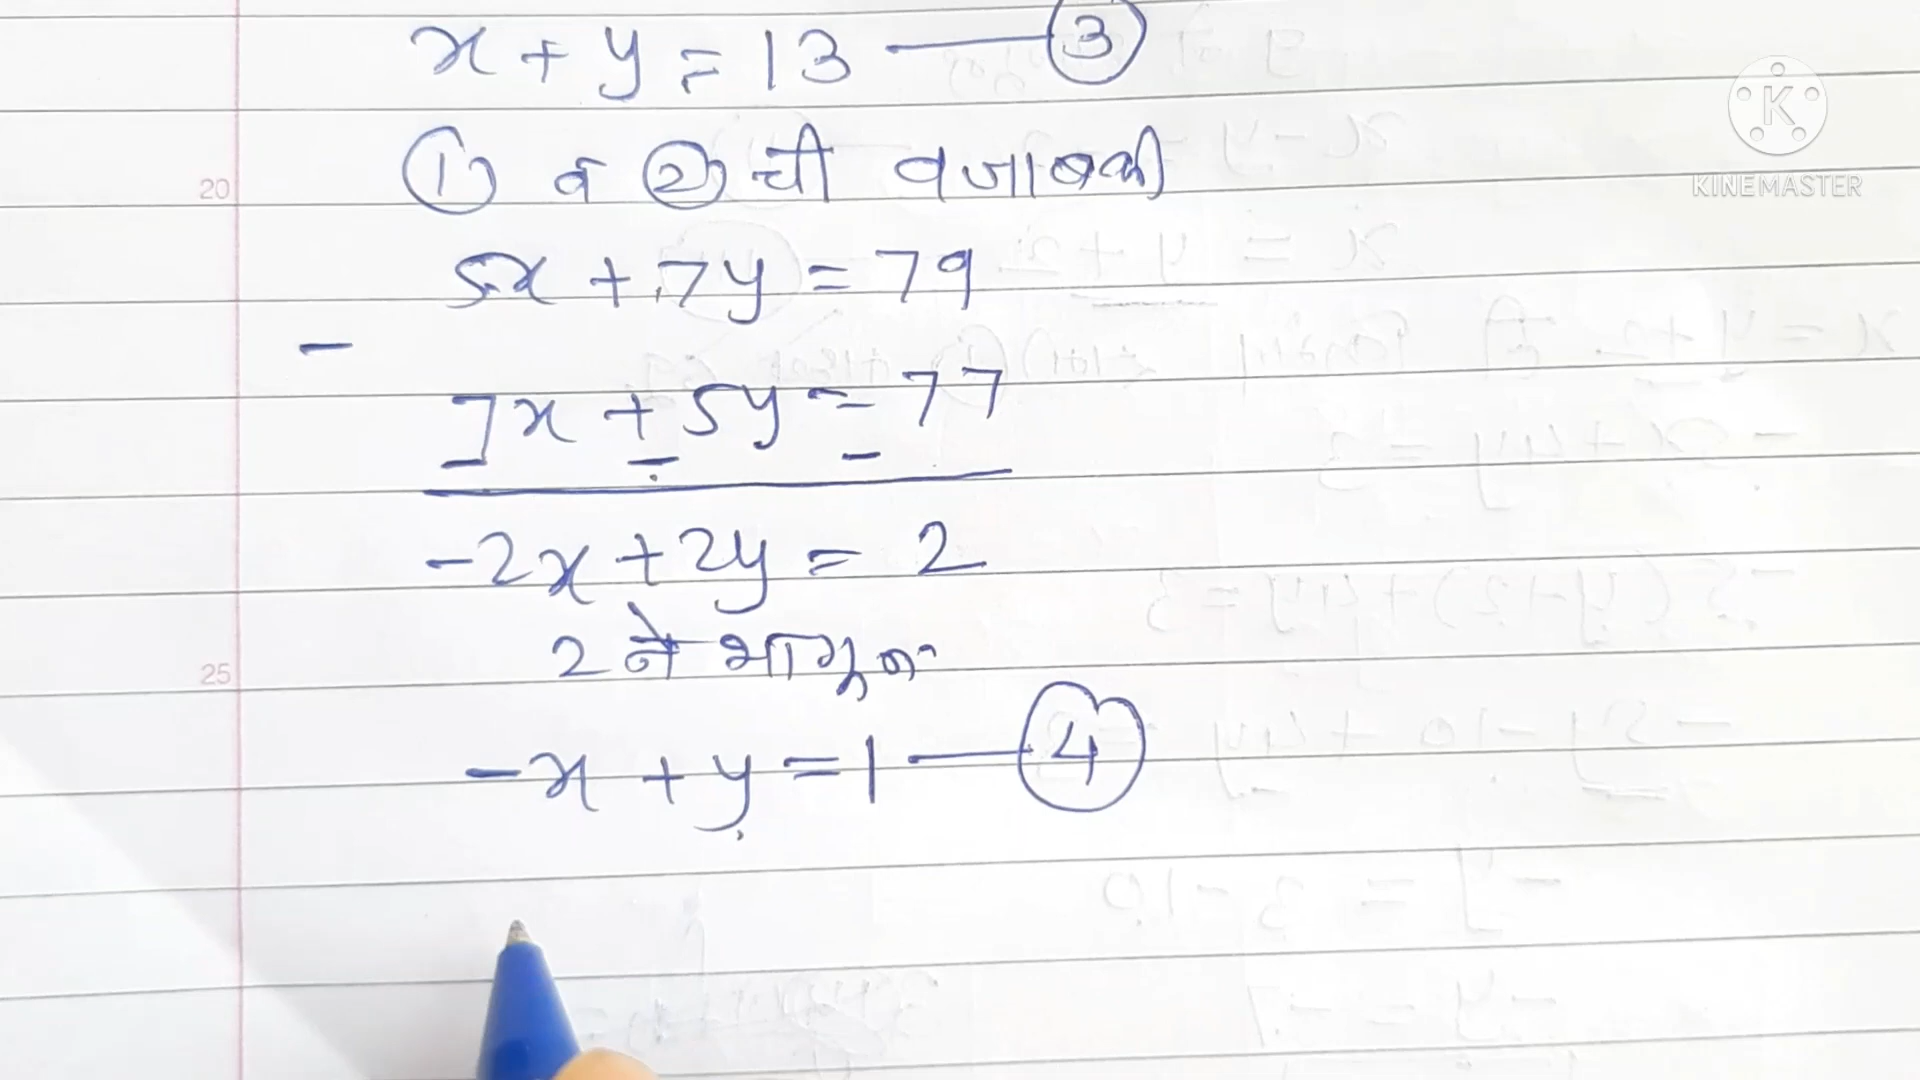 x + y = 13 — ③
① व ② ची वजाबाकी
5x + 7y = 79
−
7x + 5y = 77
- - -
-2x + 2y = 2
2 ने भागून
-x + y = 1 — ④
20
25
K
KINEMASTER